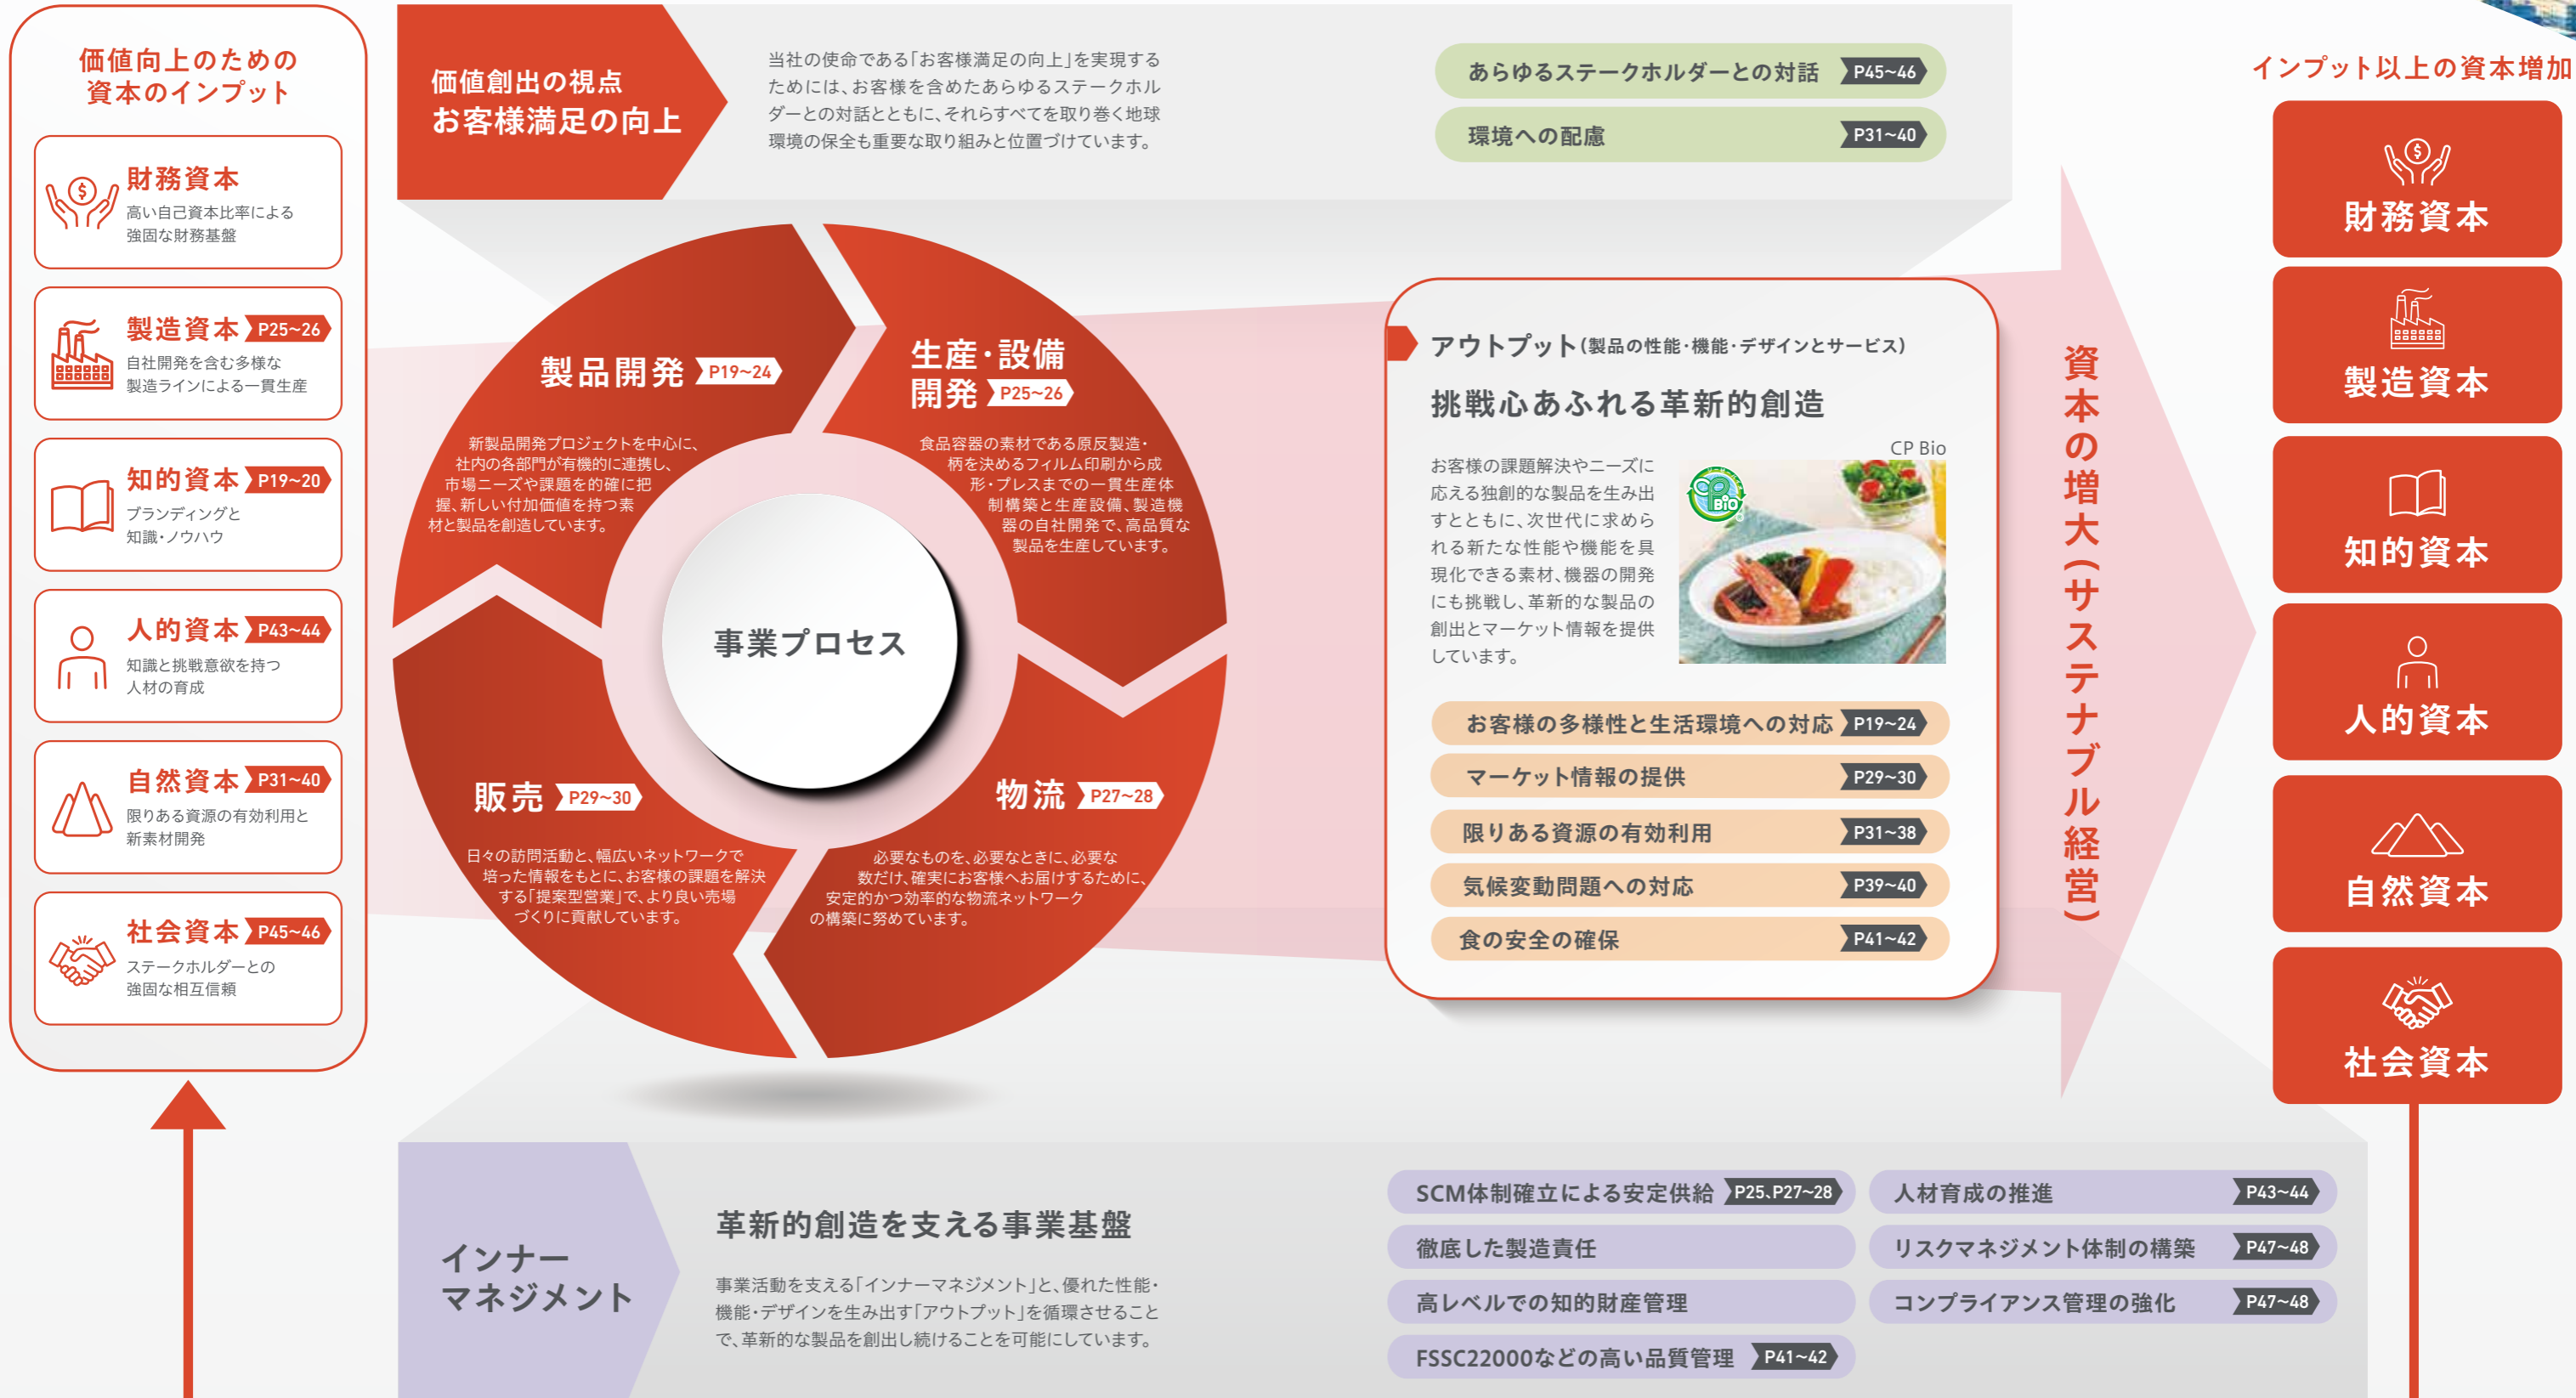 価値向上のための
資本のインプット
財務資本
高い自己資本比率による
強固な財務基盤
製造資本 P25~26
自社開発を含む多様な
製造ラインによる一貫生産
知的資本 P19~20
ブランディングと
知識・ノウハウ
人的資本 P43~44
知識と挑戦意欲を持つ
人材の育成
自然資本 P31~40
限りある資源の有効利用と
新素材開発
社会資本 P45~46
ステークホルダーとの
強固な相互信頼
価値創出の視点
お客様満足の向上
当社の使命である「お客様満足の向上」を実現する
ためには、お客様を含めたあらゆるステークホル
ダーとの対話とともに、それらすべてを取り巻く地球
環境の保全も重要な取り組みと位置づけています。
あらゆるステークホルダーとの対話 P45~46
環境への配慮 P31~40
製品開発 P19~24
新製品開発プロジェクトを中心に、
社内の各部門が有機的に連携し、
市場ニーズや課題を的確に把
握、新しい付加価値を持つ素
材と製品を創造しています。
生産・設備
開発 P25~26
食品容器の素材である原反製造・
柄を決めるフィルム印刷から成
形・プレスまでの一貫生産体
制構築と生産設備、製造機
器の自社開発で、高品質な
製品を生産しています。
事業プロセス
販売 P29~30
日々の訪問活動と、幅広いネットワークで
培った情報をもとに、お客様の課題を解決
する「提案型営業」で、より良い売場
づくりに貢献しています。
物流 P27~28
必要なものを、必要なときに、必要な
数だけ、確実にお客様へお届けするために、
安定的かつ効率的な物流ネットワーク
の構築に努めています。
アウトプット(製品の性能・機能・デザインとサービス)
挑戦心あふれる革新的創造
お客様の課題解決やニーズに
応える独創的な製品を生み出
すとともに、次世代に求めら
れる新たな性能や機能を具
現化できる素材、機器の開発
にも挑戦し、革新的な製品の
創出とマーケット情報を提供
しています。
CP Bio
CP
Bio
お客様の多様性と生活環境への対応 P19~24
マーケット情報の提供 P29~30
限りある資源の有効利用 P31~38
気候変動問題への対応 P39~40
食の安全の確保 P41~42
資本の増大(サステナブル経営)
インプット以上の資本増加
財務資本
製造資本
知的資本
人的資本
自然資本
社会資本
インナー
マネジメント
革新的創造を支える事業基盤
事業活動を支える「インナーマネジメント」と、優れた性能・
機能・デザインを生み出す「アウトプット」を循環させること
で、革新的な製品を創出し続けることを可能にしています。
SCM体制確立による安定供給 P25、P27~28
徹底した製造責任
高レベルでの知的財産管理
FSSC22000などの高い品質管理 P41~42
人材育成の推進 P43~44
リスクマネジメント体制の構築 P47~48
コンプライアンス管理の強化 P47~48